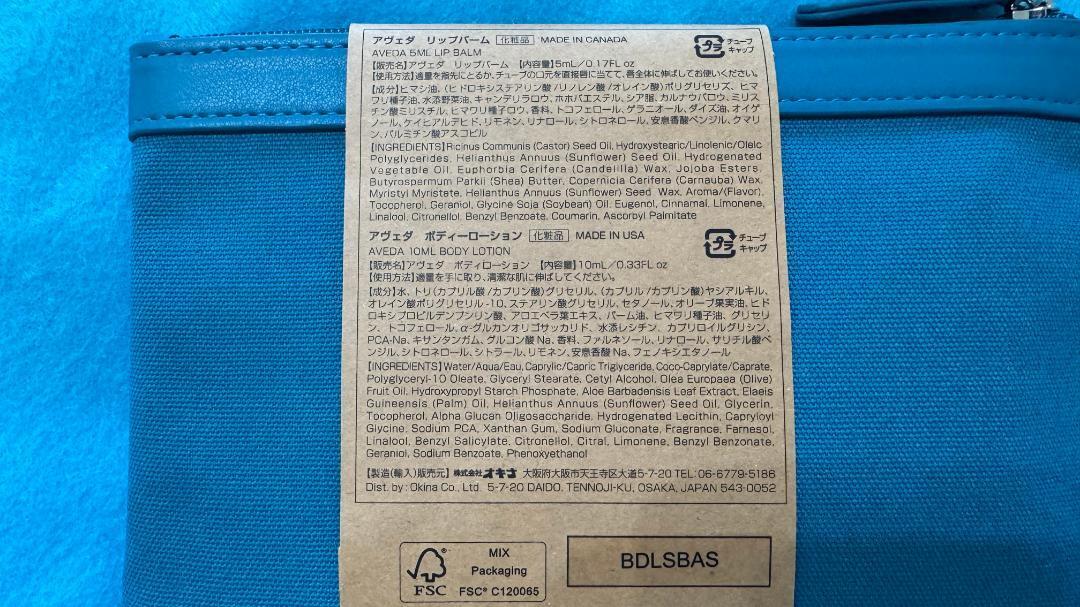 アヴェダ リップバーム 化粧品 MADE IN CANADA
プラ チューブ キャップ
AVEDA 5ML LIP BALM
【販売名】アヴェダ リップバーム 【内容量】5mL/0.17FL oz
【使用方法】適量を指先にとるか、チューブの口元を直接唇に当てて、唇全体に伸ばしてお使いください。
【成分】ヒマシ油、(ヒドロキシステアリン酸/リノレン酸/オレイン酸)ポリグリセリズ、ヒマ
ワリ種子油、水添野菜油、キャンデリラロウ、ホホバエステル、シア脂、カルナウバロウ、ミリス
チン酸ミリスチル、ヒマワリ種子ロウ、香料、トコフェロール、ゲラニオール、ダイズ油、オイゲ
ノール、ケイヒアルデヒド、リモネン、リナロール、シトロネロール、安息香酸ベンジル、クマリ
ン、パルミチン酸アスコビル
【INGREDIENTS】Ricinus Communis (Castor) Seed Oil, Hydroxystearic/Linolenic/Oleic
Polyglycerides, Helianthus Annuus (Sunflower) Seed Oil, Hydrogenated
Vegetable Oil, Euphorbia Cerifera (Candelilla) Wax, Jojoba Esters,
Butyrospermum Parkii (Shea) Butter, Copernicia Cerifera (Carnauba) Wax,
Myristyl Myristate, Helianthus Annuus (Sunflower) Seed Wax, Aroma/(Flavor),
Tocopherol, Geraniol, Glycine Soja (Soybean) Oil, Eugenol, Cinnamal, Limonene,
Linalool, Citronellol, Benzyl Benzoate, Coumarin, Ascorbyl Palmitate
アヴェダ ボディーローション 化粧品 MADE IN USA
プラ チューブ キャップ
AVEDA 10ML BODY LOTION
【販売名】アヴェダ ボディローション 【内容量】10mL/0.33FL oz
【使用方法】適量を手に取り、清潔な肌に伸ばしてください。
【成分】水、トリ(カプリル酸/カプリン酸)グリセリル、(カプリル/カプリン酸)ヤシアルキル、
オレイン酸ポリグリセリル-10、ステアリン酸グリセリル、セタノール、オリーブ果実油、ヒド
ロキシプロピルデンプンリン酸、アロエベラ葉エキス、パーム油、ヒマワリ種子油、グリセリ
ン、トコフェロール、α-グルカンオリゴサッカリド、水添レシチン、カプリロイルグリシン、
PCA-Na、キサンタンガム、グルコン酸Na、香料、ファルネソール、リナロール、サリチル酸ベ
ンジル、シトロネロール、シトラール、リモネン、安息香酸Na、フェノキシエタノール
【INGREDIENTS】Water/Aqua/Eau, Caprylic/Capric Triglyceride, Coco-Caprylate/Caprate,
Polyglyceryl-10 Oleate, Glyceryl Stearate, Cetyl Alcohol, Olea Europaea (Olive)
Fruit Oil, Hydroxypropyl Starch Phosphate, Aloe Barbadensis Leaf Extract, Elaeis
Guineensis (Palm) Oil, Helianthus Annuus (Sunflower) Seed Oil, Glycerin,
Tocopherol, Alpha Glucan Oligosaccharide, Hydrogenated Lecithin, Capryloyl
Glycine, Sodium PCA, Xanthan Gum, Sodium Gluconate, Fragrance, Farnesol,
Linalool, Benzyl Salicylate, Citronellol, Citral, Limonene, Benzyl Benzonate,
Geraniol, Sodium Benzoate, Phenoxyethanol
【製造(輸入)販売元】 株式会社オキナ 大阪府大阪市天王寺区大道5-7-20 TEL:06-6779-5186
Dist. by : Okina Co., Ltd. 5-7-20 DAIDO, TENNOJI-KU, OSAKA, JAPAN 543-0052
FSC
MIX
Packaging
FSC® C120065
BDLSBAS